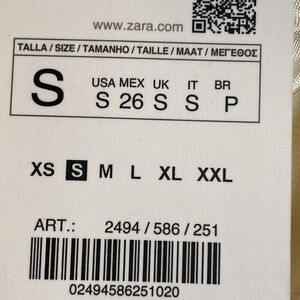 www.zara.com
TALLA / SIZE / TAMANHO / TAILLE / MAAT / ΜΕΓΕΘΟΣ
S
USA MEX UK IT BR
S 26 S S P
XS S M L XL XXL
ART.: 2494 / 586 / 251
02494586251020